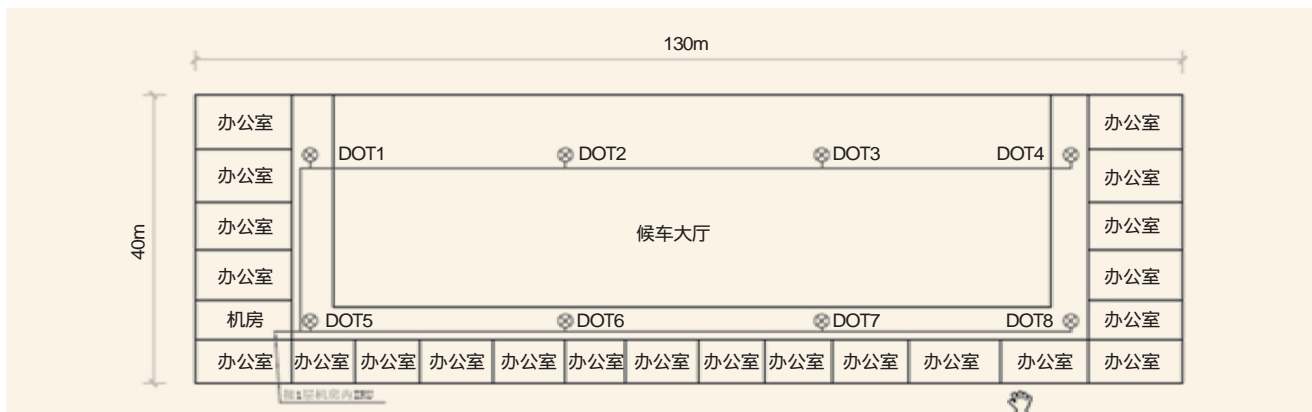 130m
40m
办公室 办公室
DOT1 DOT2 DOT3 DOT4
办公室 办公室
办公室 候车大厅 办公室
办公室 办公室
机房 DOT5 DOT6 DOT7 DOT8 办公室
办公室 办公室 办公室 办公室 办公室 办公室 办公室 办公室 办公室 办公室 办公室 办公室 办公室